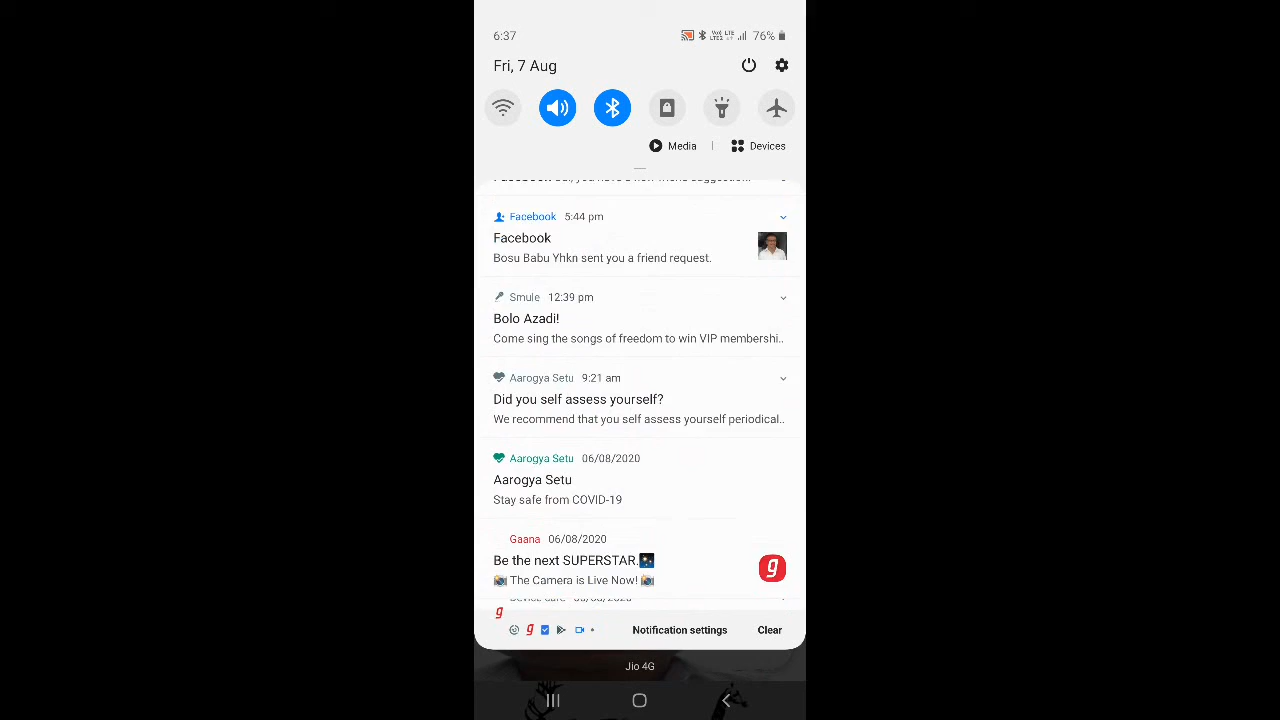 6:37 76%
Fri, 7 Aug
Media | Devices
Facebook 5:44 pm
Facebook
Bosu Babu Yhkn sent you a friend request.
Smule 12:39 pm
Bolo Azadi!
Come sing the songs of freedom to win VIP membershi..
Aarogya Setu 9:21 am
Did you self assess yourself?
We recommend that you self assess yourself periodical..
Aarogya Setu 06/08/2020
Aarogya Setu
Stay safe from COVID-19
Gaana 06/08/2020
Be the next SUPERSTAR.🌃
📸 The Camera is Live Now! 📸
Notification settings Clear
Jio 4G